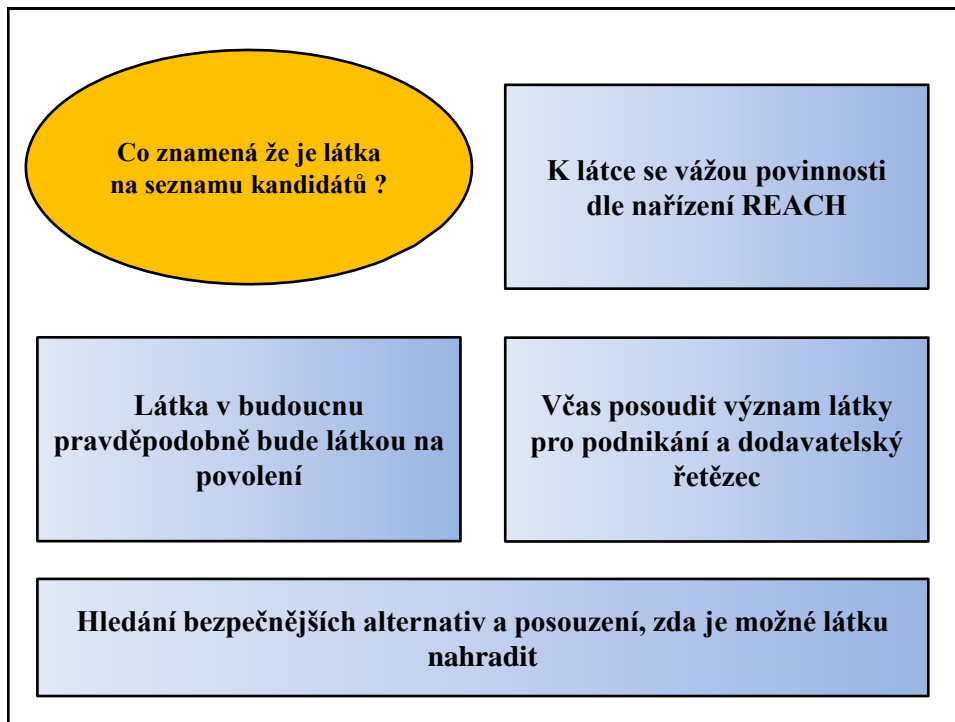 Co znamená že je látka
na seznamu kandidátů ?
K látce se vážou povinnosti
dle nařízení REACH
Látka v budoucnu
pravděpodobně bude látkou na
povolení
Včas posoudit význam látky
pro podnikání a dodavatelský
řetězec
Hledání bezpečnějších alternativ a posouzení, zda je možné látku
nahradit